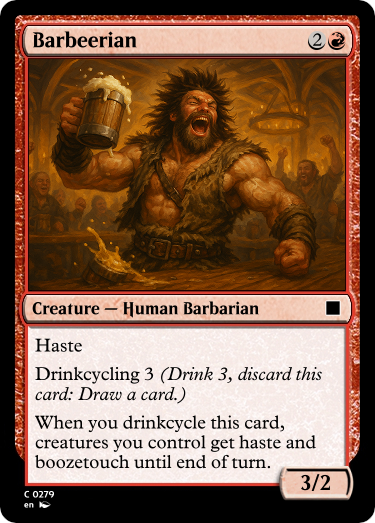 Barbeerian 2
Creature — Human Barbarian
Haste
Drinkcycling 3 (Drink 3, discard this
card: Draw a card.)
When you drinkcycle this card,
creatures you control get haste and
boozetouch until end of turn.
3/2
C 0279
en